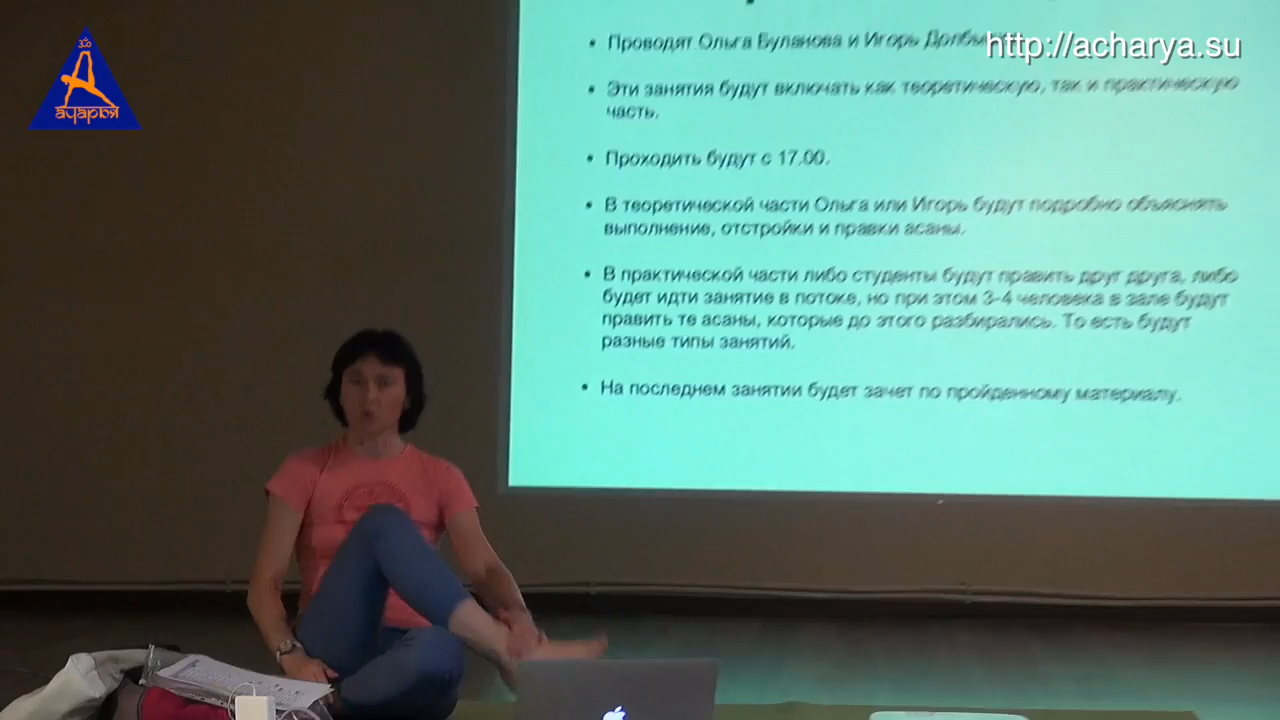 ॐ
ачарья
http://acharya.su
• Проводят Ольга Буланова и Игорь
• Эти занятия будут включать как теоретическую, так и практическую
часть.
• Проходить будут с 17.00.
• В теоретической части Ольга или Игорь будут подробно объяснять
выполнение, отстройки и правки асаны.
• В практической части либо студенты будут править друг друга, либо
будет идти занятие в потоке, но при этом 3-4 человека в зале будут
править те асаны, которые до этого разбирались. То есть будут
разные типы занятий.
• На последнем занятии будет зачет по пройденному материалу.